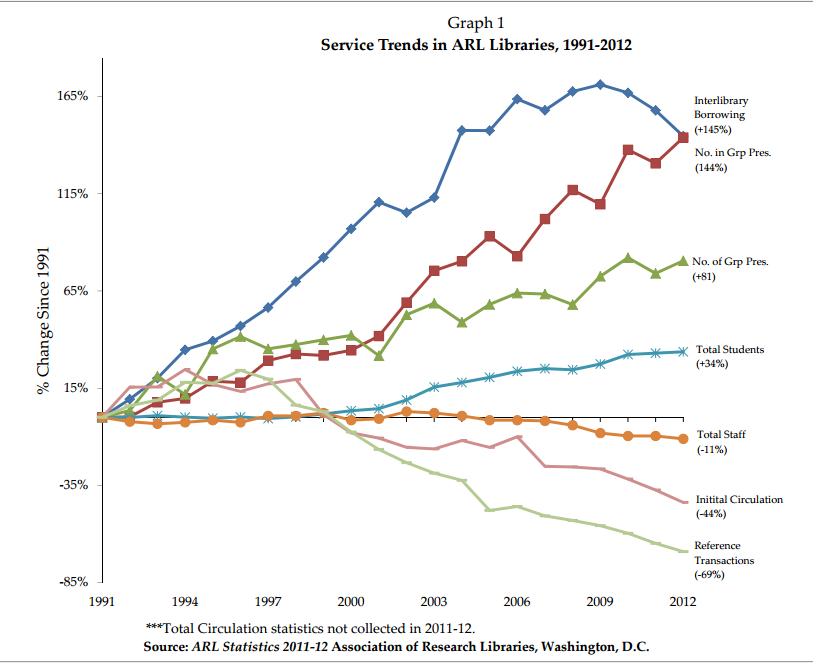 Graph 1
Service Trends in ARL Libraries, 1991-2012
% Change Since 1991
165%
115%
65%
15%
-35%
-85%
1991
1994
1997
2000
2003
2006
2009
2012
Interlibrary
Borrowing
(+145%)
No. in Grp Pres.
(144%)
No. of Grp Pres.
(+81)
Total Students
(+34%)
Total Staff
(-11%)
Initital Circulation
(-44%)
Reference
Transactions
(-69%)
***Total Circulation statistics not collected in 2011-12.
Source: ARL Statistics 2011-12 Association of Research Libraries, Washington, D.C.